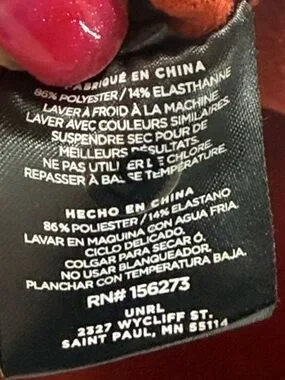 FABRIQUÉ EN CHINA
86% POLYESTER / 14% ELASTHANNE
LAVER À FROID À LA MACHINE
LAVER AVEC COULEURS SIMILAIRES
SUSPENDRE SEC POUR DE
MEILLEURS RÉSULTATS.
NE PAS UTILISER LE CHLORE
REPASSER À BASSE TEMPÉRATURE.
HECHO EN CHINA
86% POLIESTER / 14% ELASTANO
LAVAR EN MAQUINA CON AGUA FRIA.
CICLO DELICADO.
COLGAR PARA SECAR Ó.
NO USAR BLANQUEADOR.
PLANCHAR CON TEMPERATURA BAJA.
RN# 156273
UNRL
2327 WYCLIFF ST.
SAINT PAUL, MN 55114